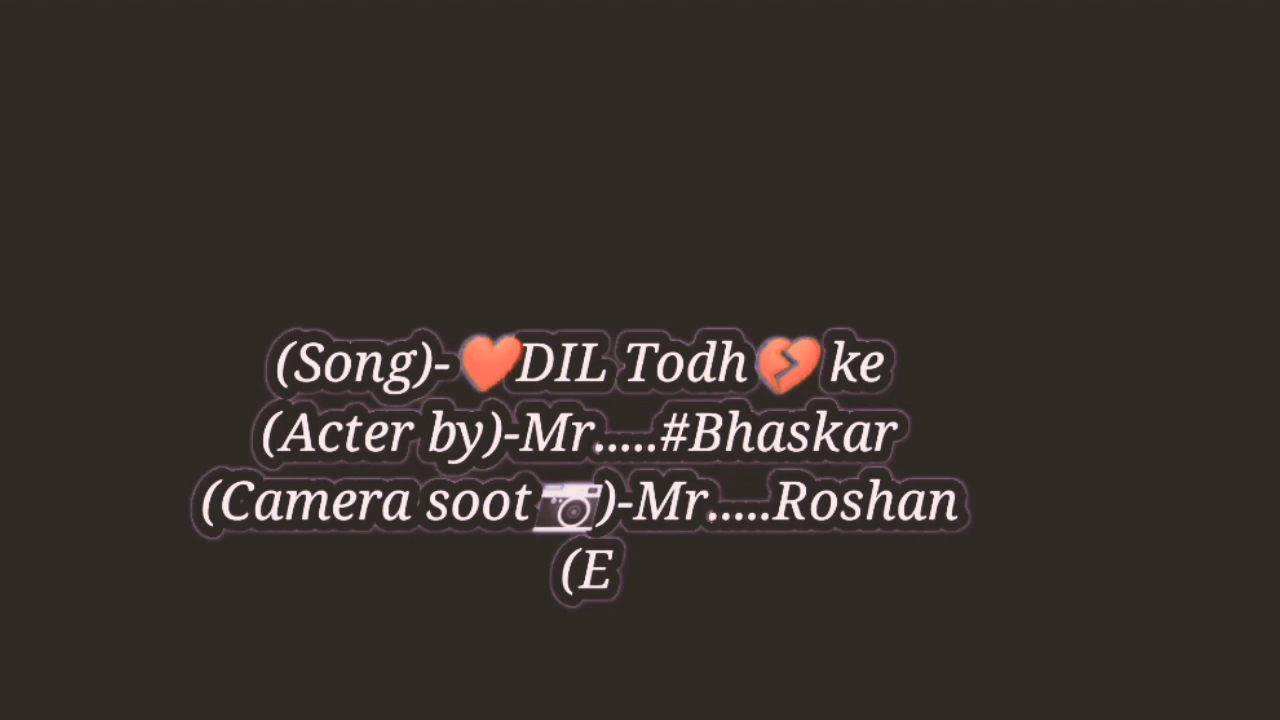 (Song)-❤️DIL Todh💔ke
(Acter by)-Mr.....#Bhaskar
(Camera soot📷)-Mr.....Roshan
(E